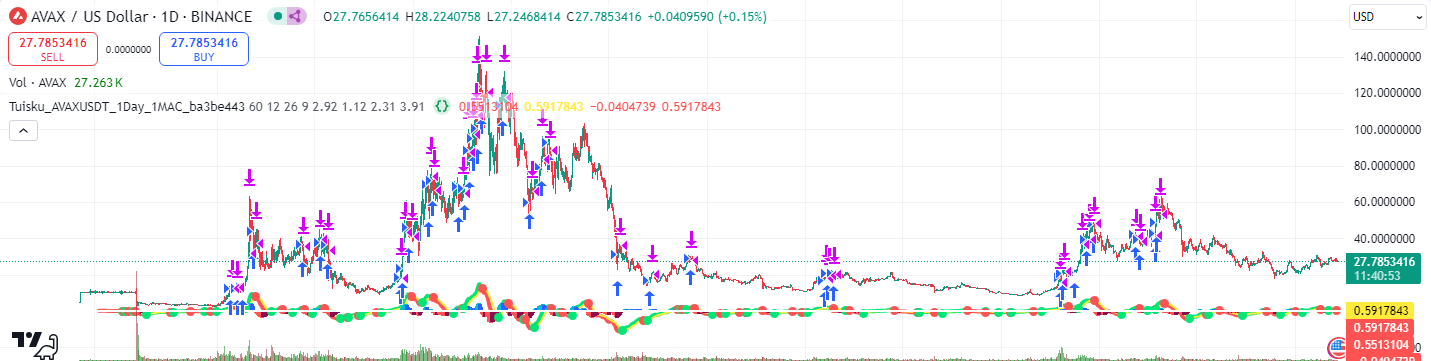 AVAX / US Dollar · 1D · BINANCE O27.7656414 H28.2240758 L27.2468414 C27.7853416 +0.0409590 (+0.15%)
USD
27.7853416 0.0000000 27.7853416
SELL BUY
Vol · AVAX 27.263 K
Tuisku_AVAXUSDT_1Day_1MAC_ba3be443 60 12 26 9 2.92 1.12 2.31 3.91 {} 0.5513104 0.5917843 −0.0404739 0.5917843
140.0000000
120.0000000
100.0000000
80.0000000
60.0000000
40.0000000
27.7853416
11:40:53
0.5917843
0.5917843
0.5513104